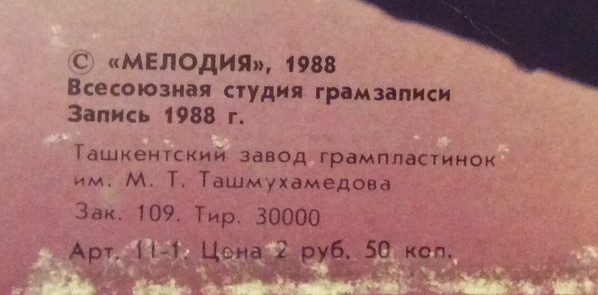 © «МЕЛОДИЯ», 1988
Всесоюзная студия грамзаписи
Запись 1988 г.
Ташкентский завод грампластинок
им. М. Т. Ташмухамедова
Зак. 109. Тир. 30000
Арт. 11-1. Цена 2 руб. 50 коп.